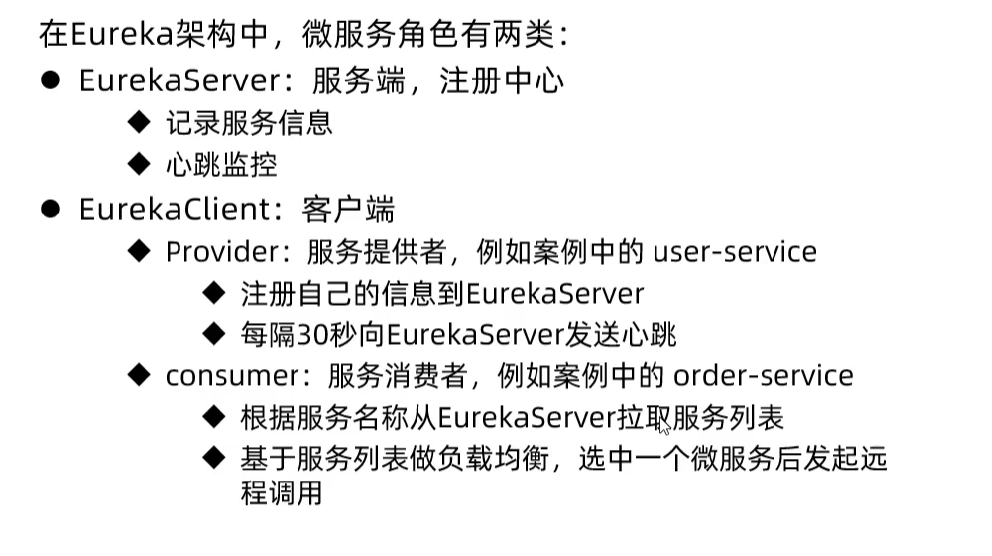 在Eureka架构中，微服务角色有两类：
● EurekaServer：服务端，注册中心
◆ 记录服务信息
◆ 心跳监控
● EurekaClient：客户端
◆ Provider：服务提供者，例如案例中的 user-service
◆ 注册自己的信息到EurekaServer
◆ 每隔30秒向EurekaServer发送心跳
◆ consumer：服务消费者，例如案例中的 order-service
◆ 根据服务名称从EurekaServer拉取服务列表
◆ 基于服务列表做负载均衡，选中一个微服务后发起远
程调用